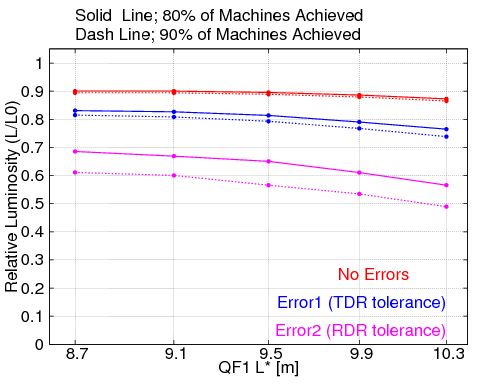 Solid  Line; 80% of Machines Achieved
Dash Line; 90% of Machines Achieved
Relative Luminosity (L/L0)
1
0.9
0.8
0.7
0.6
0.5
0.4
0.3
0.2
0.1
0
No Errors
Error1 (TDR tolerance)
Error2 (RDR tolerance)
8.7 9.1 9.5 9.9 10.3
QF1 L* [m]